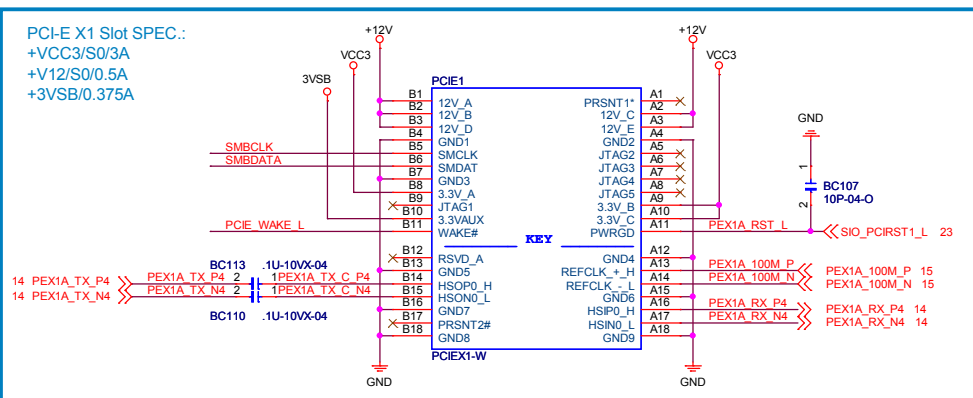 PCI-E X1 Slot SPEC.:
+VCC3/S0/3A
+V12/S0/0.5A
+3VSB/0.375A
+12V
VCC3
3VSB
+12V
VCC3
GND
PCIE1
B1 12V_A
B2 12V_B
B3 12V_D
B4 GND1
SMBCLK B5 SMCLK
SMBDATA B6 SMDAT
B7 GND3
B8 3.3V_A
B9 JTAG1
B10 3.3VAUX
PCIE_WAKE_L B11 WAKE#
KEY
B12 RSVD_A
B13 GND5
14 PEX1A_TX_P4 PEX1A_TX_P4 2 BC113 .1U-10VX-04 1 PEX1A_TX_C_P4 B14 HSOP0_H
14 PEX1A_TX_N4 PEX1A_TX_N4 2 BC110 .1U-10VX-04 1 PEX1A_TX_C_N4 B15 HSON0_L
B16 GND7
B17 PRSNT2#
B18 GND8
PRSNT1* A1
12V_C A2
12V_E A3
GND2 A4
JTAG2 A5
JTAG3 A6
JTAG4 A7
JTAG5 A8
3.3V_B A9
3.3V_C A10
PWRGD A11 PEX1A_RST_L SIO_PCIRST1_L 23
1
BC107
10P-04-O
2
GND4 A12
REFCLK_+_H A13 PEX1A_100M_P PEX1A_100M_P 15
REFCLK_-_L A14 PEX1A_100M_N PEX1A_100M_N 15
GND6 A15
HSIP0_H A16 PEX1A_RX_P4 PEX1A_RX_P4 14
HSIN0_L A17 PEX1A_RX_N4 PEX1A_RX_N4 14
GND9 A18
PCIEX1-W
GND
GND